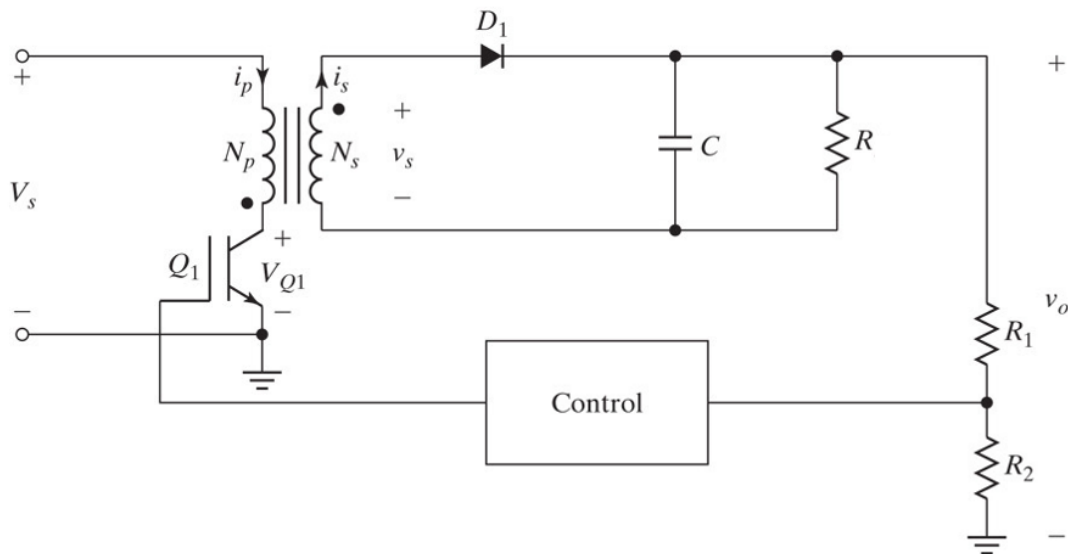 D1
+
ip
is
+
+
Np
Ns
vs
C
R
−
Vs
+
Q1
VQ1
−
−
vo
R1
Control
R2
−